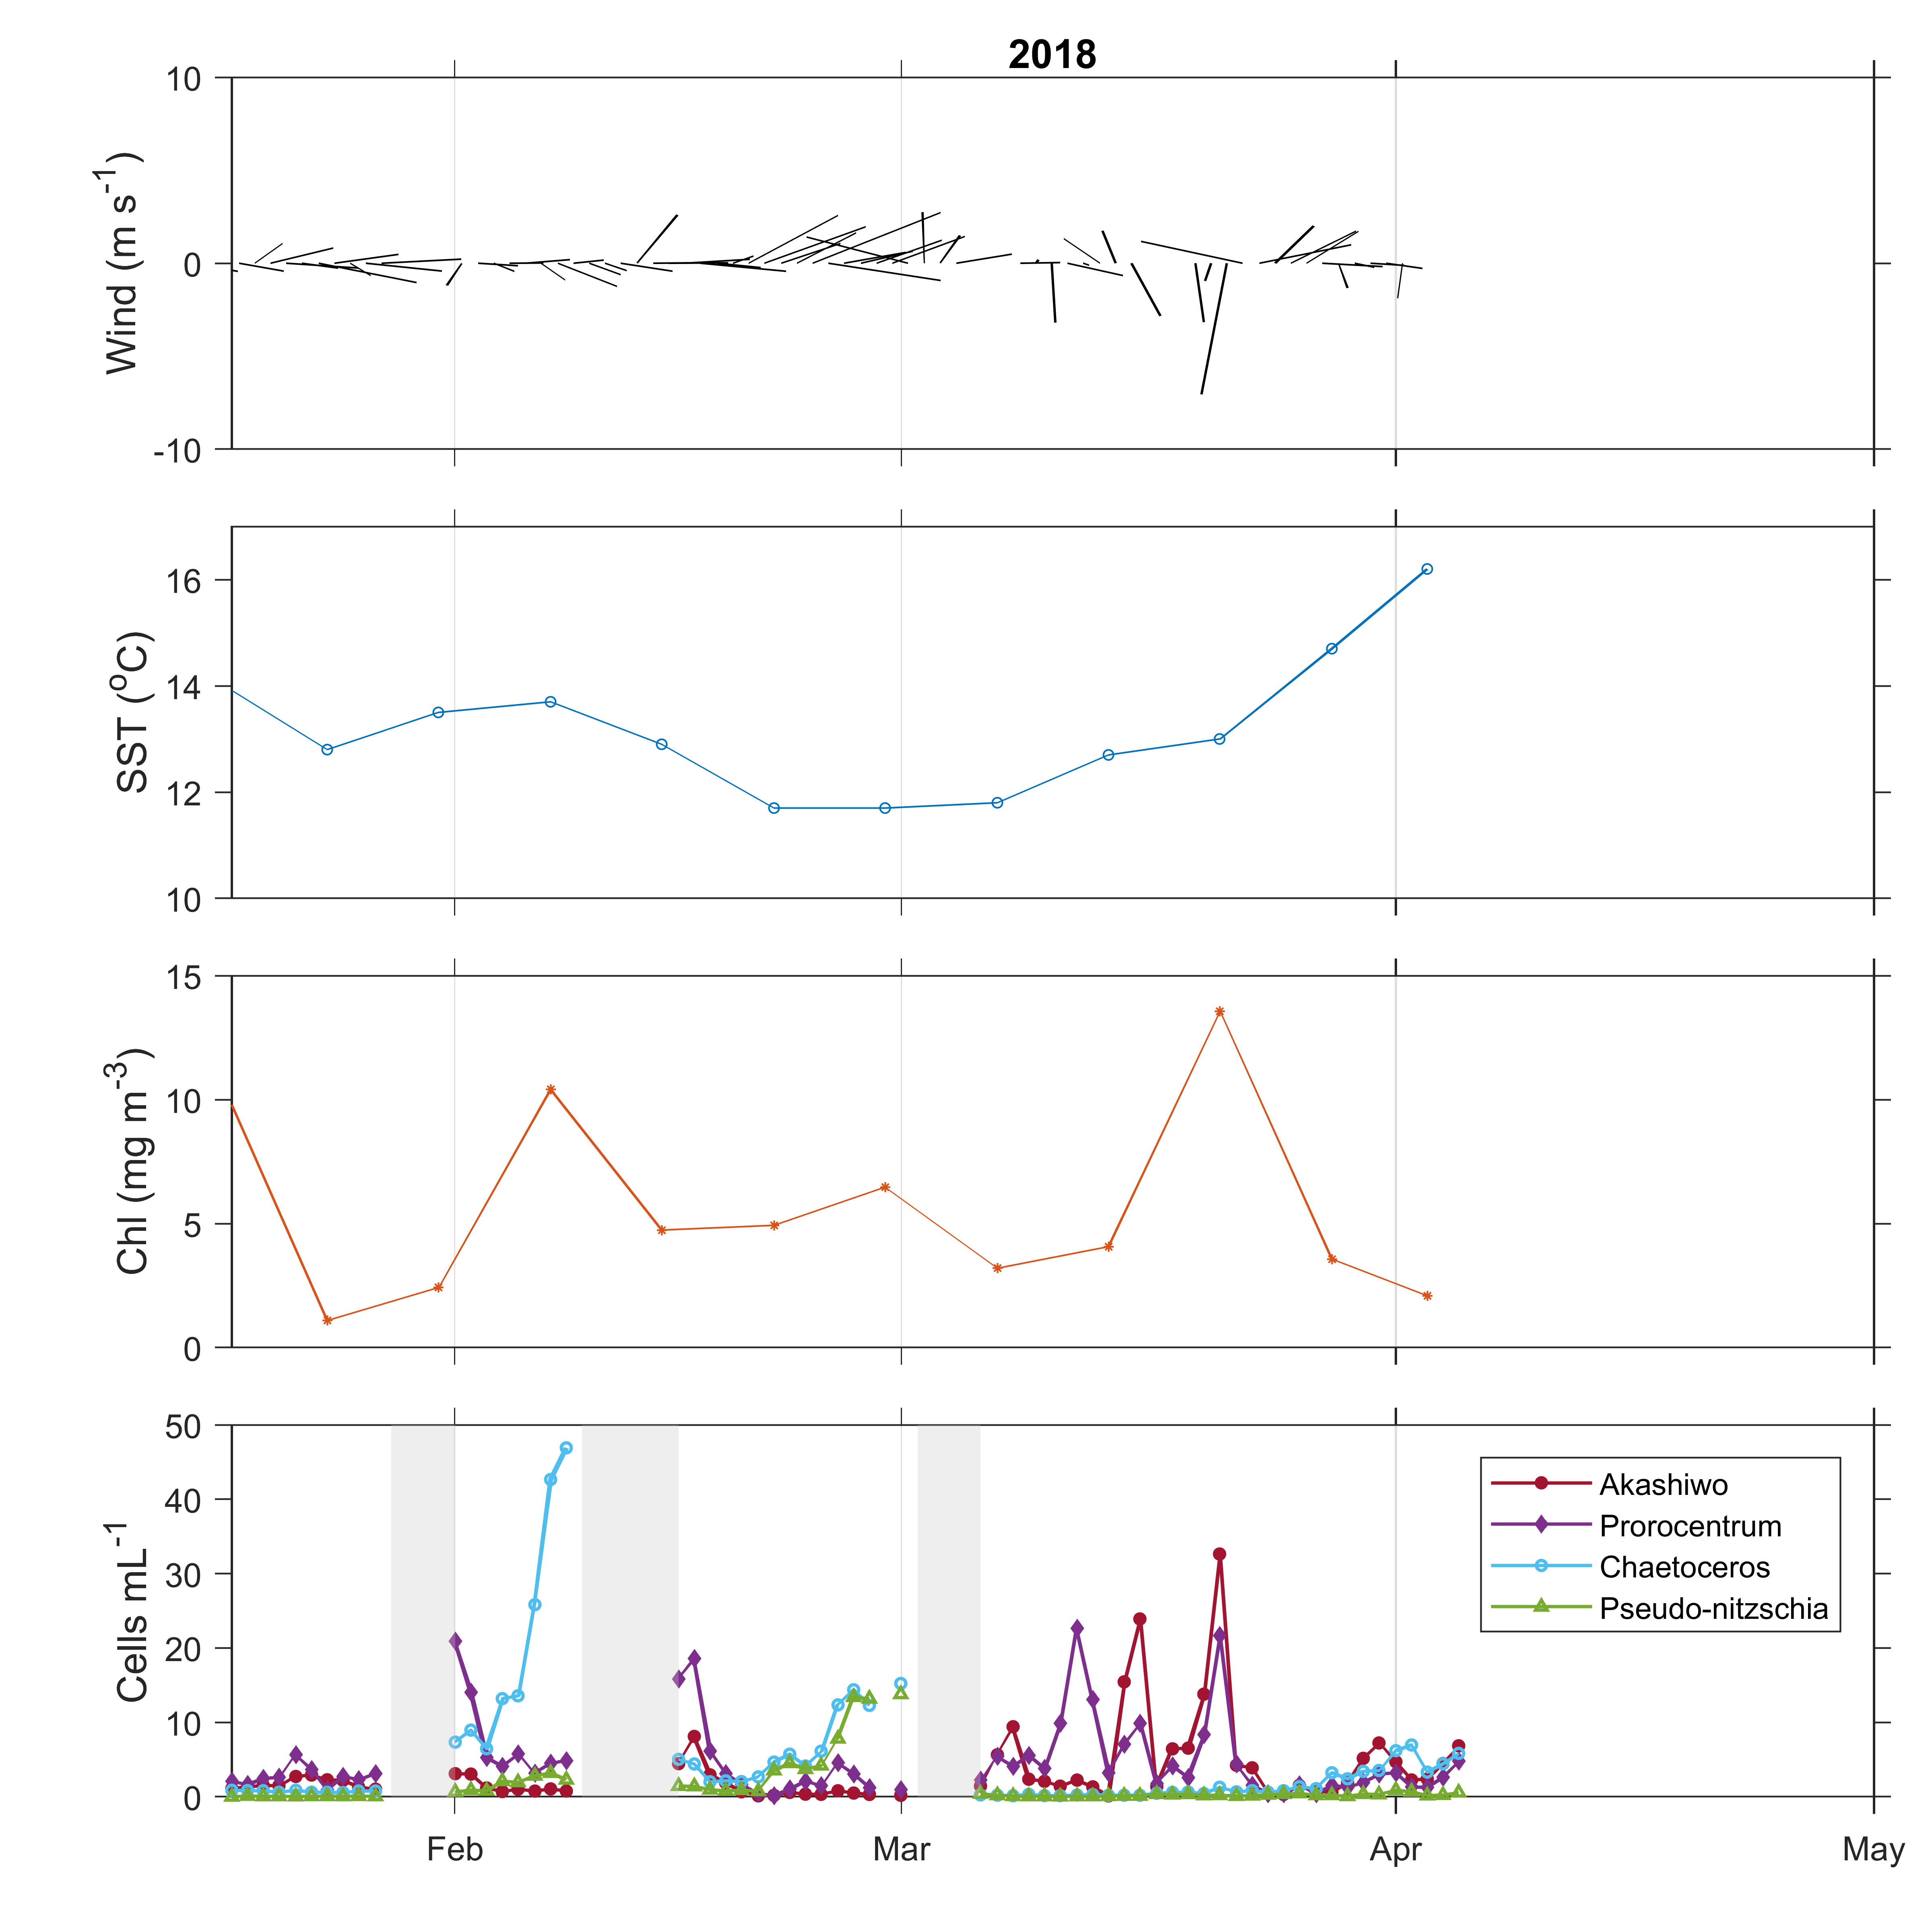 2018
10
0
-10
Wind (m s-1)
16
14
12
10
SST (oC)
15
10
5
0
Chl (mg m-3)
50
40
30
20
10
0
Cells mL-1
Akashiwo
Prorocentrum
Chaetoceros
Pseudo-nitzschia
Feb Mar Apr May